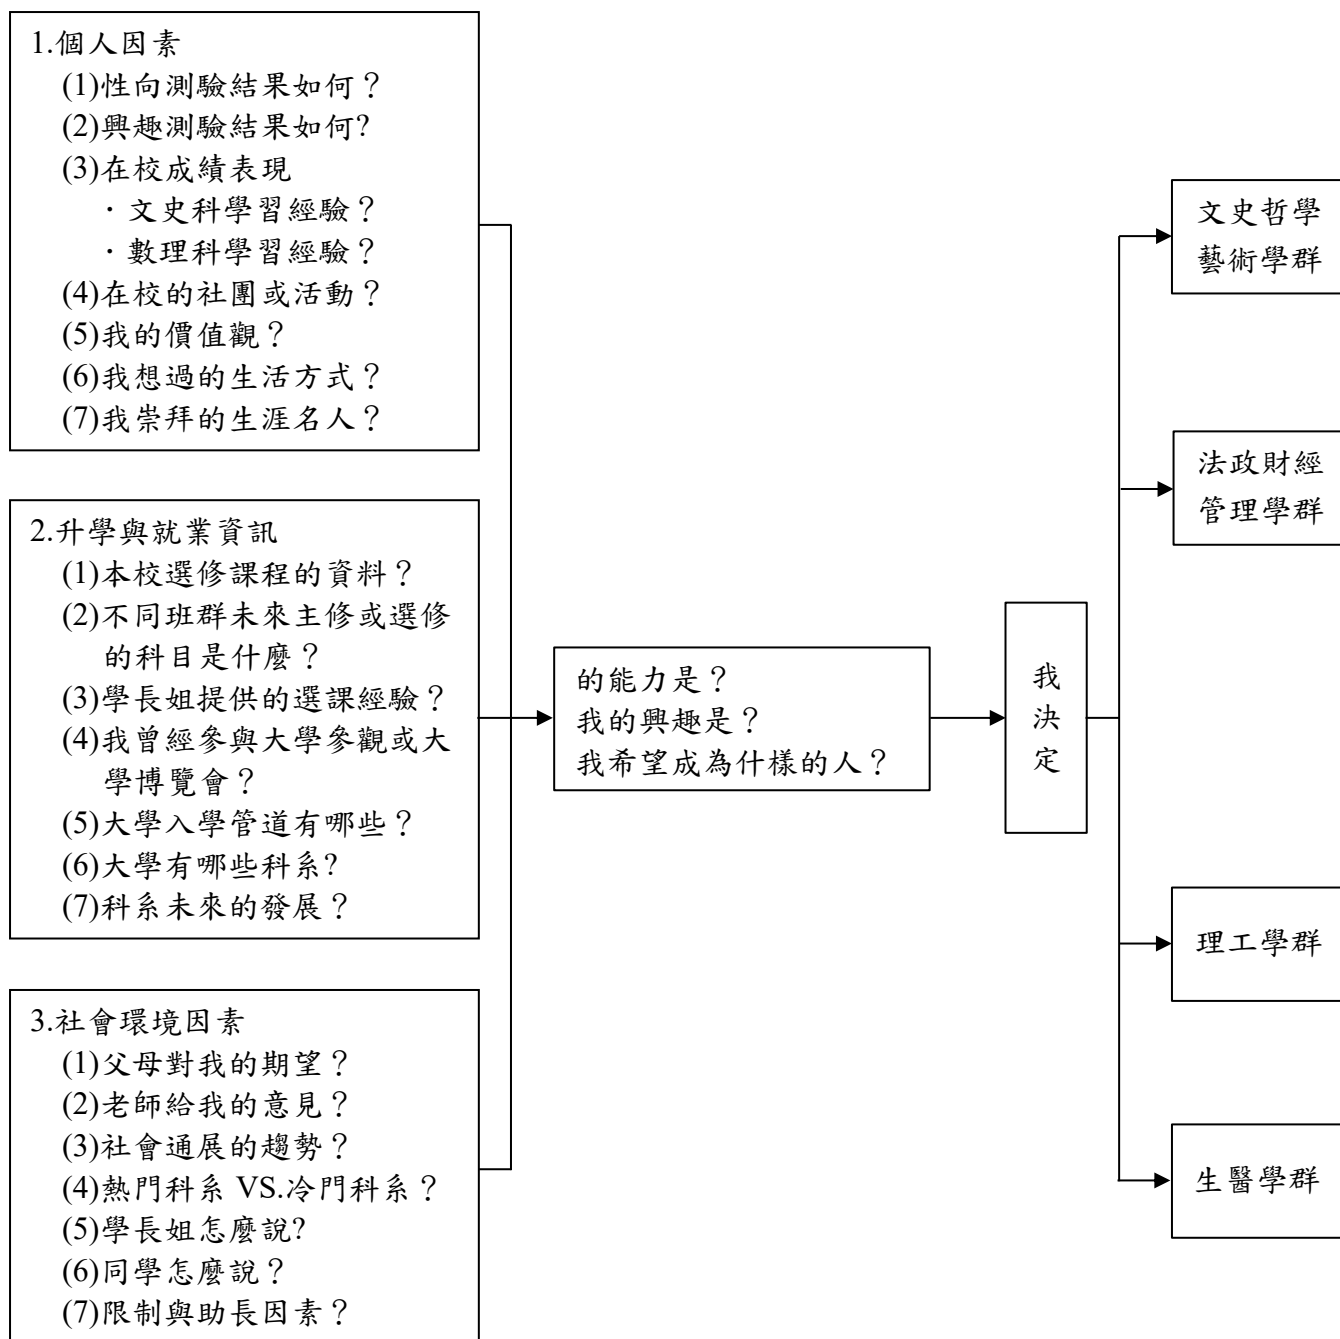 1.個人因素
(1)性向測驗結果如何？
(2)興趣測驗結果如何?
(3)在校成績表現
．文史科學習經驗？
．數理科學習經驗？
(4)在校的社團或活動？
(5)我的價值觀？
(6)我想過的生活方式？
(7)我崇拜的生涯名人？
2.升學與就業資訊
(1)本校選修課程的資料？
(2)不同班群未來主修或選修
的科目是什麼？
(3)學長姐提供的選課經驗？
(4)我曾經參與大學參觀或大
學博覽會？
(5)大學入學管道有哪些？
(6)大學有哪些科系?
(7)科系未來的發展？
3.社會環境因素
(1)父母對我的期望？
(2)老師給我的意見？
(3)社會通展的趨勢？
(4)熱門科系 VS.冷門科系？
(5)學長姐怎麼說?
(6)同學怎麼說？
(7)限制與助長因素？
的能力是？
我的興趣是？
我希望成為什樣的人？
我
決
定
文史哲學
藝術學群
法政財經
管理學群
理工學群
生醫學群